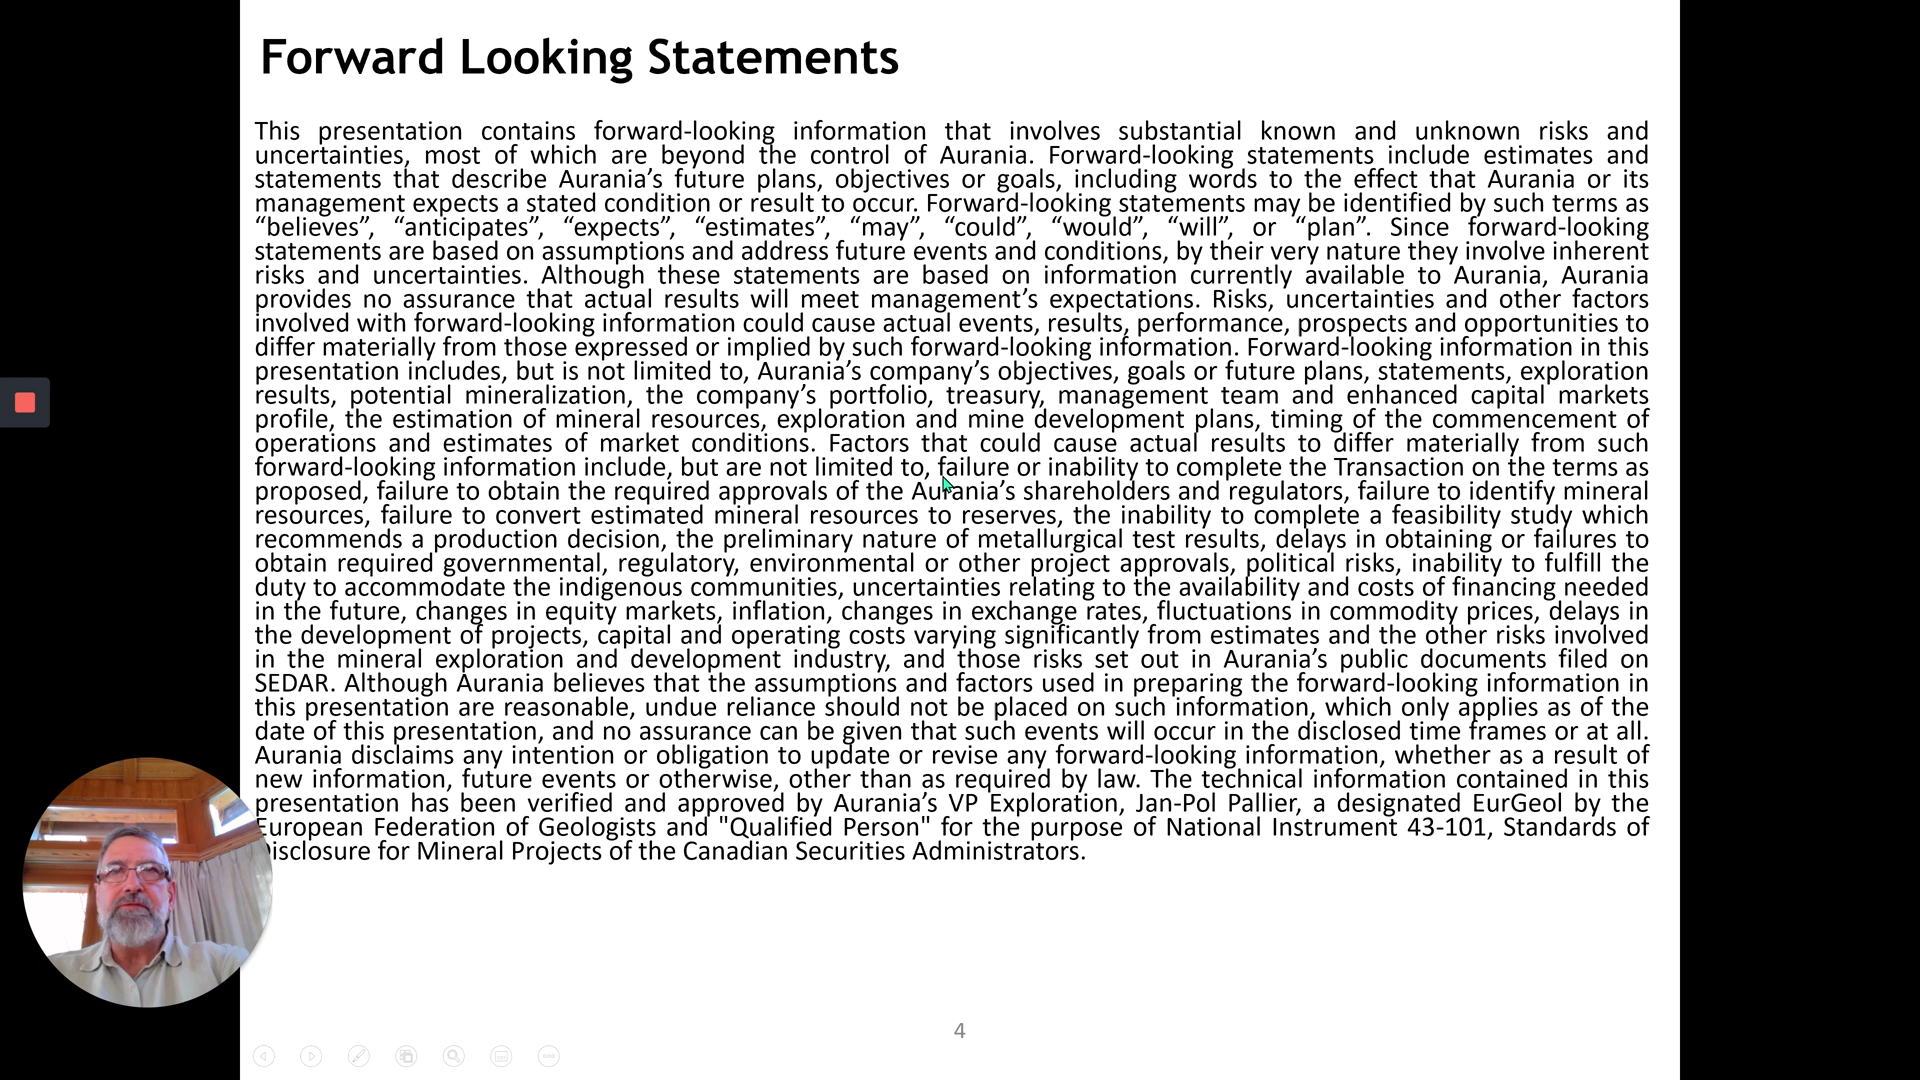 Forward Looking Statements
This presentation contains forward-looking information that involves substantial known and unknown risks and
uncertainties, most of which are beyond the control of Aurania. Forward-looking statements include estimates and
statements that describe Aurania’s future plans, objectives or goals, including words to the effect that Aurania or its
management expects a stated condition or result to occur. Forward-looking statements may be identified by such terms as
“believes”, “anticipates”, “expects”, “estimates”, “may”, “could”, “would”, “will”, or “plan”. Since forward-looking
statements are based on assumptions and address future events and conditions, by their very nature they involve inherent
risks and uncertainties. Although these statements are based on information currently available to Aurania, Aurania
provides no assurance that actual results will meet management’s expectations. Risks, uncertainties and other factors
involved with forward-looking information could cause actual events, results, performance, prospects and opportunities to
differ materially from those expressed or implied by such forward-looking information. Forward-looking information in this
presentation includes, but is not limited to, Aurania’s company’s objectives, goals or future plans, statements, exploration
results, potential mineralization, the company’s portfolio, treasury, management team and enhanced capital markets
profile, the estimation of mineral resources, exploration and mine development plans, timing of the commencement of
operations and estimates of market conditions. Factors that could cause actual results to differ materially from such
forward-looking information include, but are not limited to, failure or inability to complete the Transaction on the terms as
proposed, failure to obtain the required approvals of the Aurania’s shareholders and regulators, failure to identify mineral
resources, failure to convert estimated mineral resources to reserves, the inability to complete a feasibility study which
recommends a production decision, the preliminary nature of metallurgical test results, delays in obtaining or failures to
obtain required governmental, regulatory, environmental or other project approvals, political risks, inability to fulfill the
duty to accommodate the indigenous communities, uncertainties relating to the availability and costs of financing needed
in the future, changes in equity markets, inflation, changes in exchange rates, fluctuations in commodity prices, delays in
the development of projects, capital and operating costs varying significantly from estimates and the other risks involved
in the mineral exploration and development industry, and those risks set out in Aurania’s public documents filed on
SEDAR. Although Aurania believes that the assumptions and factors used in preparing the forward-looking information in
this presentation are reasonable, undue reliance should not be placed on such information, which only applies as of the
date of this presentation, and no assurance can be given that such events will occur in the disclosed time frames or at all.
Aurania disclaims any intention or obligation to update or revise any forward-looking information, whether as a result of
new information, future events or otherwise, other than as required by law. The technical information contained in this
presentation has been verified and approved by Aurania’s VP Exploration, Jan-Pol Pallier, a designated EurGeol by the
European Federation of Geologists and "Qualified Person" for the purpose of National Instrument 43-101, Standards of
Disclosure for Mineral Projects of the Canadian Securities Administrators.
4